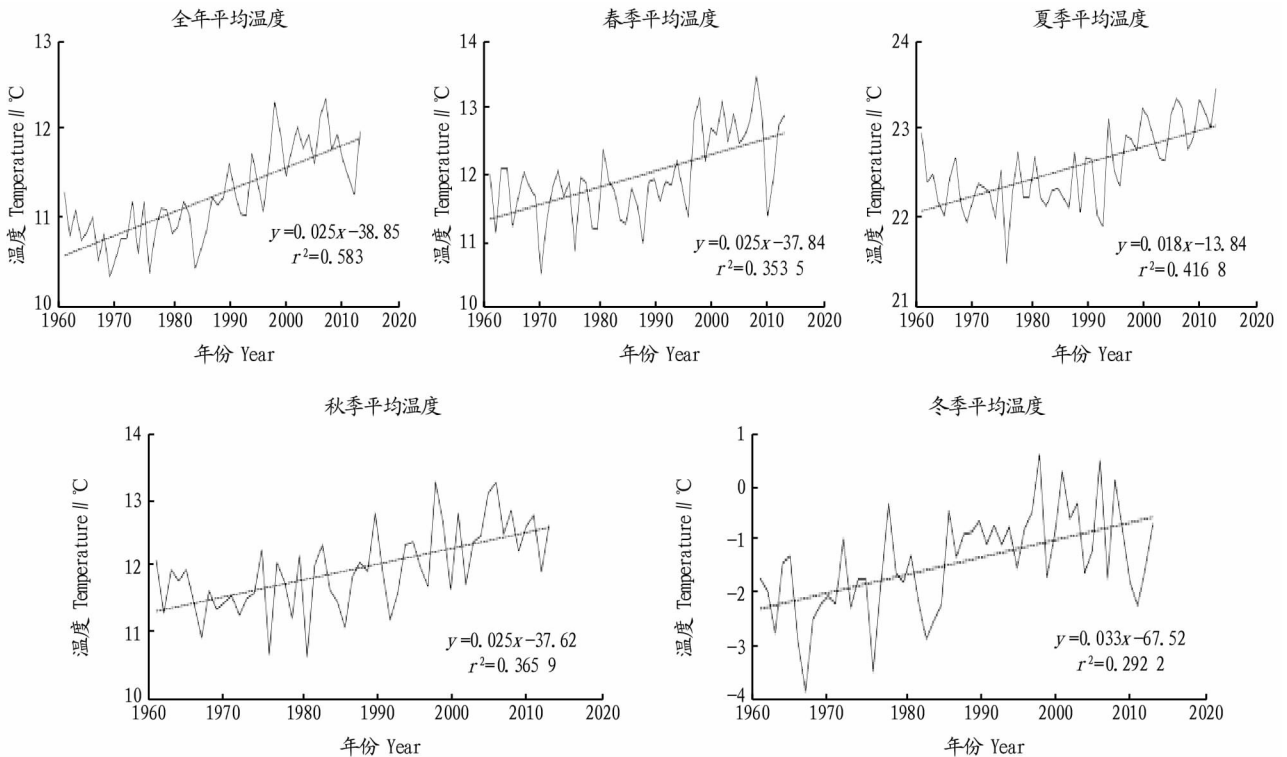 全年平均温度
13
12
11
10
温度 Temperature∥℃
y=0.025x−38.85
r²=0.583
1960 1970 1980 1990 2000 2010 2020
年份 Year
春季平均温度
14
13
12
11
10
温度 Temperature∥℃
y=0.025x−37.84
r²=0.353 5
1960 1970 1980 1990 2000 2010 2020
年份 Year
夏季平均温度
24
23
22
21
温度 Temperature∥℃
y=0.018x−13.84
r²=0.416 8
1960 1970 1980 1990 2000 2010 2020
年份 Year
秋季平均温度
14
13
12
11
10
温度 Temperature∥℃
y=0.025x−37.62
r²=0.365 9
1960 1970 1980 1990 2000 2010 2020
年份 Year
冬季平均温度
1
0
−1
−2
−3
−4
温度 Temperature∥℃
y=0.033x−67.52
r²=0.292 2
1960 1970 1980 1990 2000 2010 2020
年份 Year